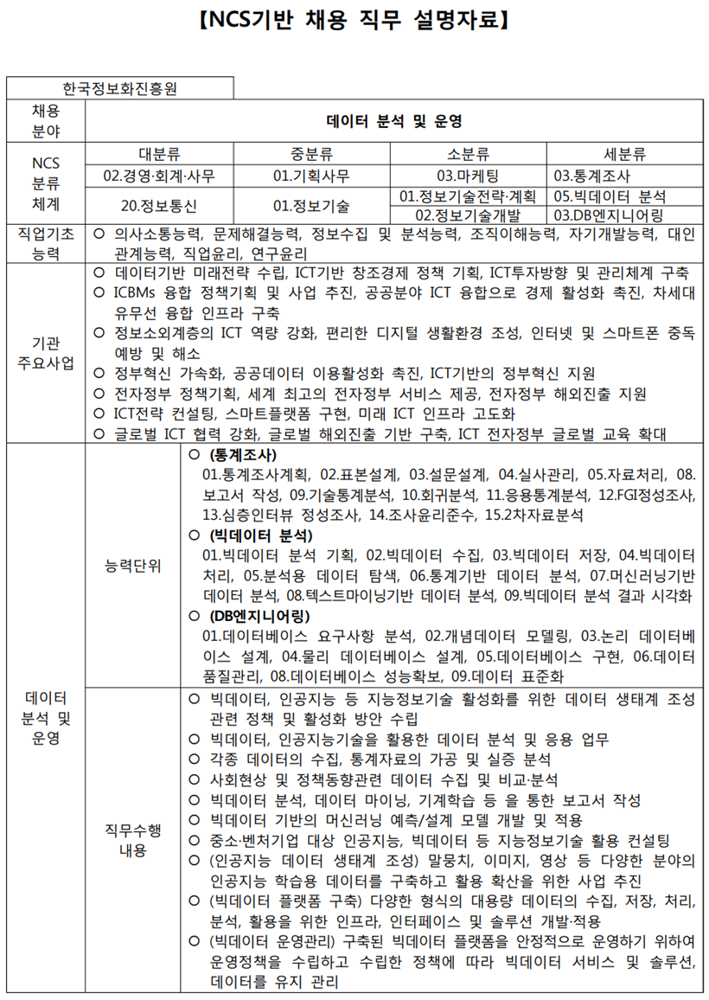 【NCS기반 채용 직무 설명자료】
한국정보화진흥원
채용
분야
데이터 분석 및 운영
NCS
분류
체계
대분류 중분류 소분류 세분류
02.경영·회계·사무 01.기획사무 03.마케팅 03.통계조사
20.정보통신 01.정보기술 01.정보기술전략·계획 05.빅데이터 분석
02.정보기술개발 03.DB엔지니어링
직업기초
능력
○ 의사소통능력, 문제해결능력, 정보수집 및 분석능력, 조직이해능력, 자기개발능력, 대인
관계능력, 직업윤리, 연구윤리
기관
주요사업
○ 데이터기반 미래전략 수립, ICT기반 창조경제 정책 기획, ICT투자방향 및 관리체계 구축
○ ICBMs 융합 정책기획 및 사업 추진, 공공분야 ICT 융합으로 경제 활성화 촉진, 차세대
유무선 융합 인프라 구축
○ 정보소외계층의 ICT 역량 강화, 편리한 디지털 생활환경 조성, 인터넷 및 스마트폰 중독
예방 및 해소
○ 정부혁신 가속화, 공공데이터 이용활성화 촉진, ICT기반의 정부혁신 지원
○ 전자정부 정책기획, 세계 최고의 전자정부 서비스 제공, 전자정부 해외진출 지원
○ ICT전략 컨설팅, 스마트플랫폼 구현, 미래 ICT 인프라 고도화
○ 글로벌 ICT 협력 강화, 글로벌 해외진출 기반 구축, ICT 전자정부 글로벌 교육 확대
데이터
분석 및
운영
능력단위
○ (통계조사)
01.통계조사계획, 02.표본설계, 03.설문설계, 04.실사관리, 05.자료처리, 08.
보고서 작성, 09.기술통계분석, 10.회귀분석, 11.응용통계분석, 12.FGI정성조사,
13.심층인터뷰 정성조사, 14.조사윤리준수, 15.2차자료분석
○ (빅데이터 분석)
01.빅데이터 분석 기획, 02.빅데이터 수집, 03.빅데이터 저장, 04.빅데이터
처리, 05.분석용 데이터 탐색, 06.통계기반 데이터 분석, 07.머신러닝기반
데이터 분석, 08.텍스트마이닝기반 데이터 분석, 09.빅데이터 분석 결과 시각화
○ (DB엔지니어링)
01.데이터베이스 요구사항 분석, 02.개념데이터 모델링, 03.논리 데이터베
이스 설계, 04.물리 데이터베이스 설계, 05.데이터베이스 구현, 06.데이터
품질관리, 08.데이터베이스 성능확보, 09.데이터 표준화
직무수행
내용
○ 빅데이터, 인공지능 등 지능정보기술 활성화를 위한 데이터 생태계 조성
관련 정책 및 활성화 방안 수립
○ 빅데이터, 인공지능기술을 활용한 데이터 분석 및 응용 업무
○ 각종 데이터의 수집, 통계자료의 가공 및 실증 분석
○ 사회현상 및 정책동향관련 데이터 수집 및 비교·분석
○ 빅데이터 분석, 데이터 마이닝, 기계학습 등 을 통한 보고서 작성
○ 빅데이터 기반의 머신러닝 예측/설계 모델 개발 및 적용
○ 중소·벤처기업 대상 인공지능, 빅데이터 등 지능정보기술 활용 컨설팅
○ (인공지능 데이터 생태계 조성) 말뭉치, 이미지, 영상 등 다양한 분야의
인공지능 학습용 데이터를 구축하고 활용 확산을 위한 사업 추진
○ (빅데이터 플랫폼 구축) 다양한 형식의 대용량 데이터의 수집, 저장, 처리,
분석, 활용을 위한 인프라, 인터페이스 및 솔루션 개발·적용
○ (빅데이터 운영관리) 구축된 빅데이터 플랫폼을 안정적으로 운영하기 위하여
운영정책을 수립하고 수립한 정책에 따라 빅데이터 서비스 및 솔루션,
데이터를 유지 관리